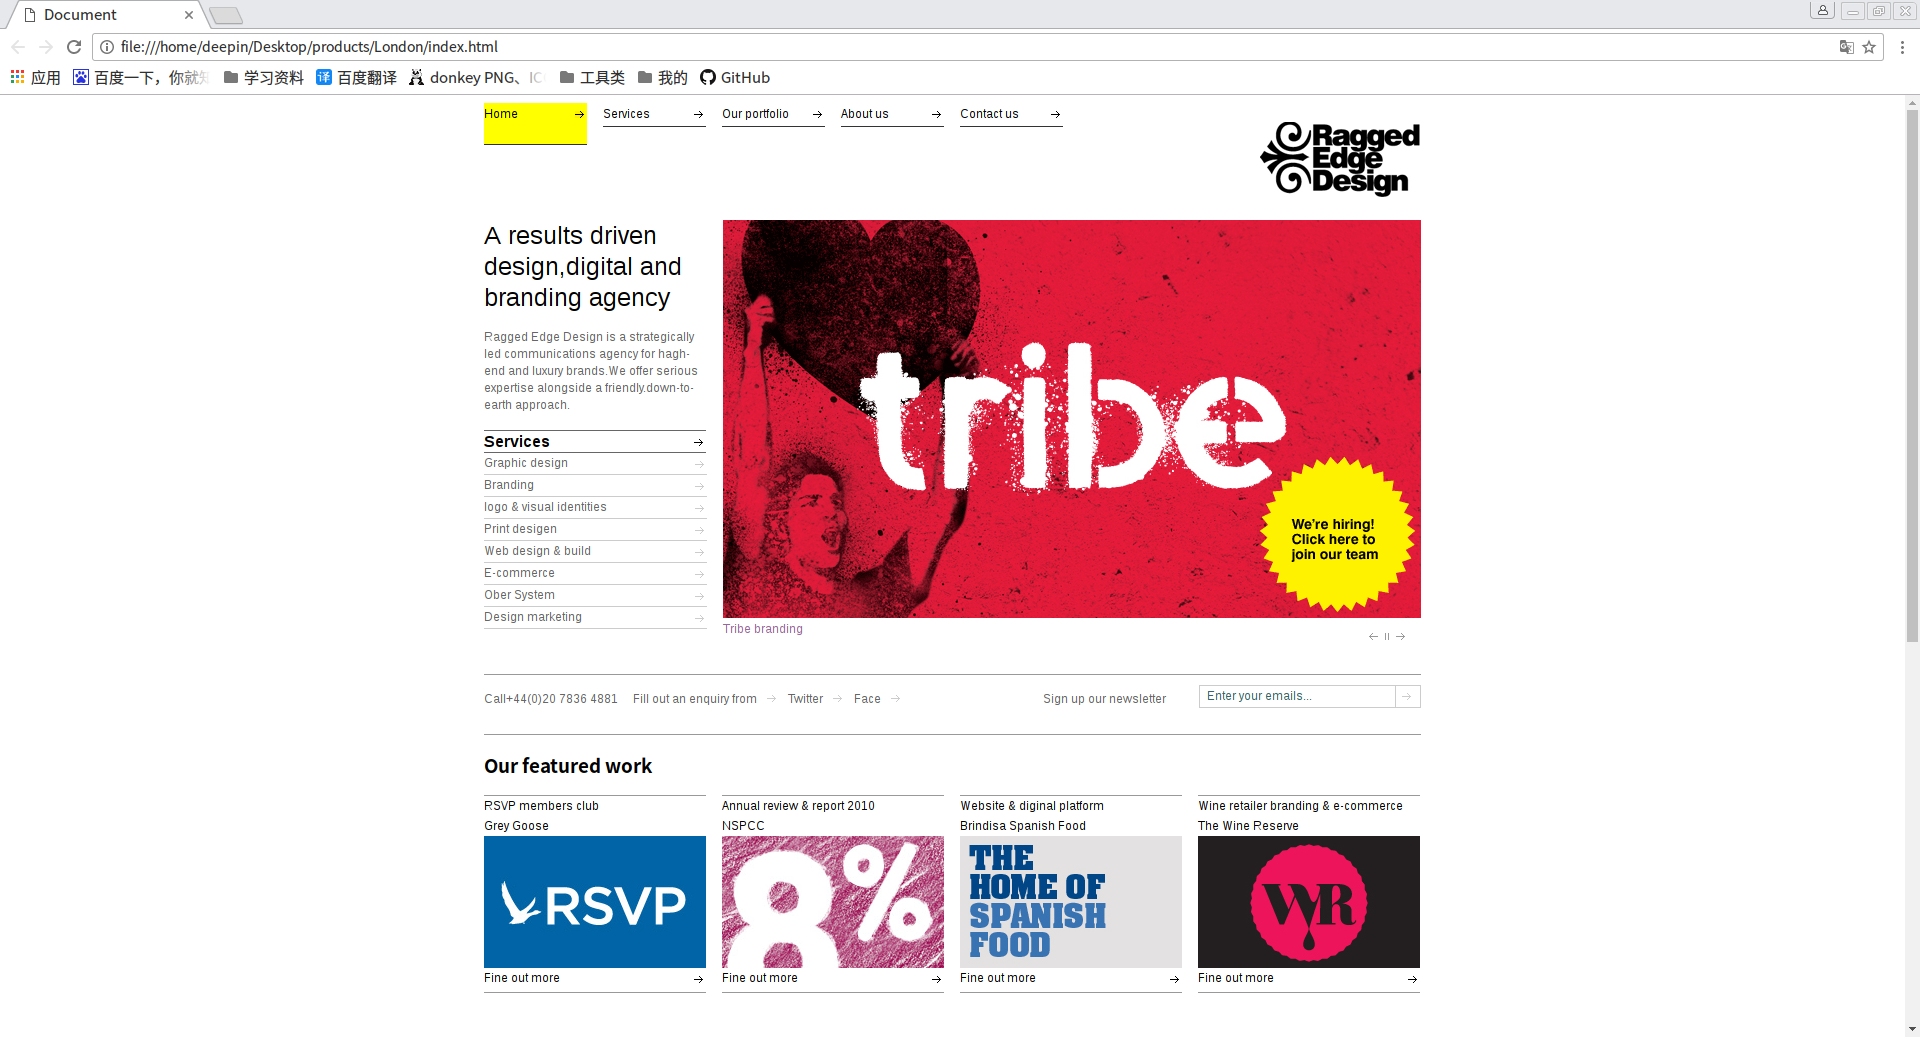 Document
file:///home/deepin/Desktop/products/London/index.html
应用
百度一下，你就知
学习资料
译 百度翻译
donkey PNG、ICO
工具类
我的
GitHub
Home
Services
Our portfolio
About us
Contact us
Ragged
Edge
Design
A results driven
design,digital and
branding agency
Ragged Edge Design is a strategically
led communications agency for hagh-
end and luxury brands.We offer serious
expertise alongside a friendly.down-to-
earth approach.
Services
Graphic design
Branding
logo & visual identities
Print desigen
Web design & build
E-commerce
Ober System
Design marketing
tribe
We're hiring!
Click here to
join our team
Tribe branding
Call+44(0)20 7836 4881
Fill out an enquiry from
Twitter
Face
Sign up our newsletter
Enter your emails...
Our featured work
RSVP members club
Grey Goose
RSVP
Fine out more
Annual review & report 2010
NSPCC
8%
Fine out more
Website & diginal platform
Brindisa Spanish Food
THE
HOME OF
SPANISH
FOOD
Fine out more
Wine retailer branding & e-commerce
The Wine Reserve
WR
Fine out more